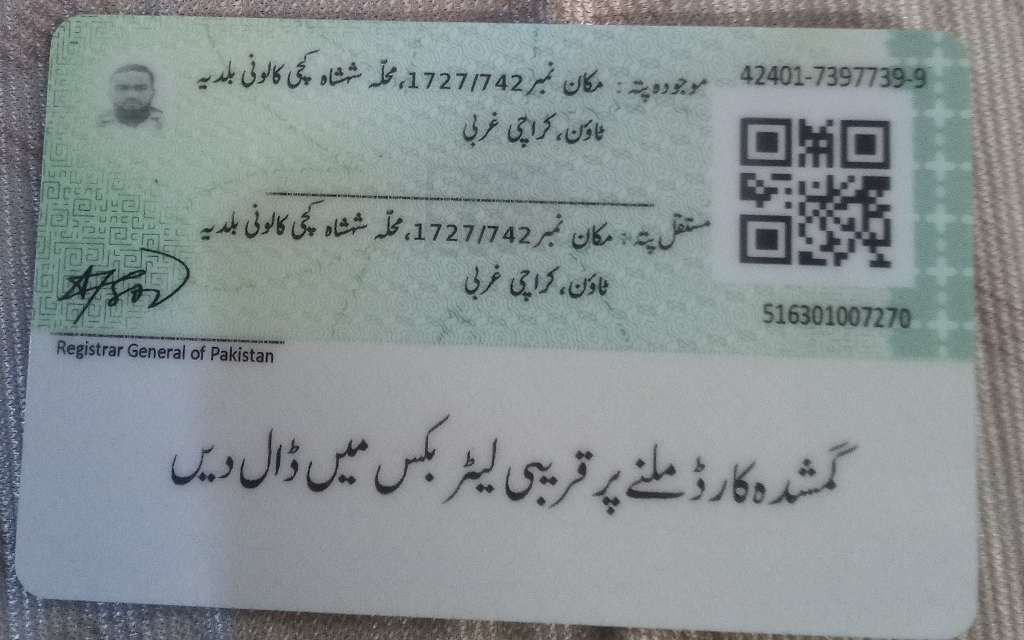 42401-7397739-9
موجودہ پتہ: مکان نمبر 1727/742، محلّہ شہشاہ کچی کالونی بلدیہ
ٹاؤن، کراچی غربی
مستقل پتہ: مکان نمبر 1727/742، محلّہ شہشاہ کچی کالونی بلدیہ
ٹاؤن، کراچی غربی
516301007270
Registrar General of Pakistan
گمشدہ کارڈ ملنے پر قریبی لیٹر بکس میں ڈال دیں